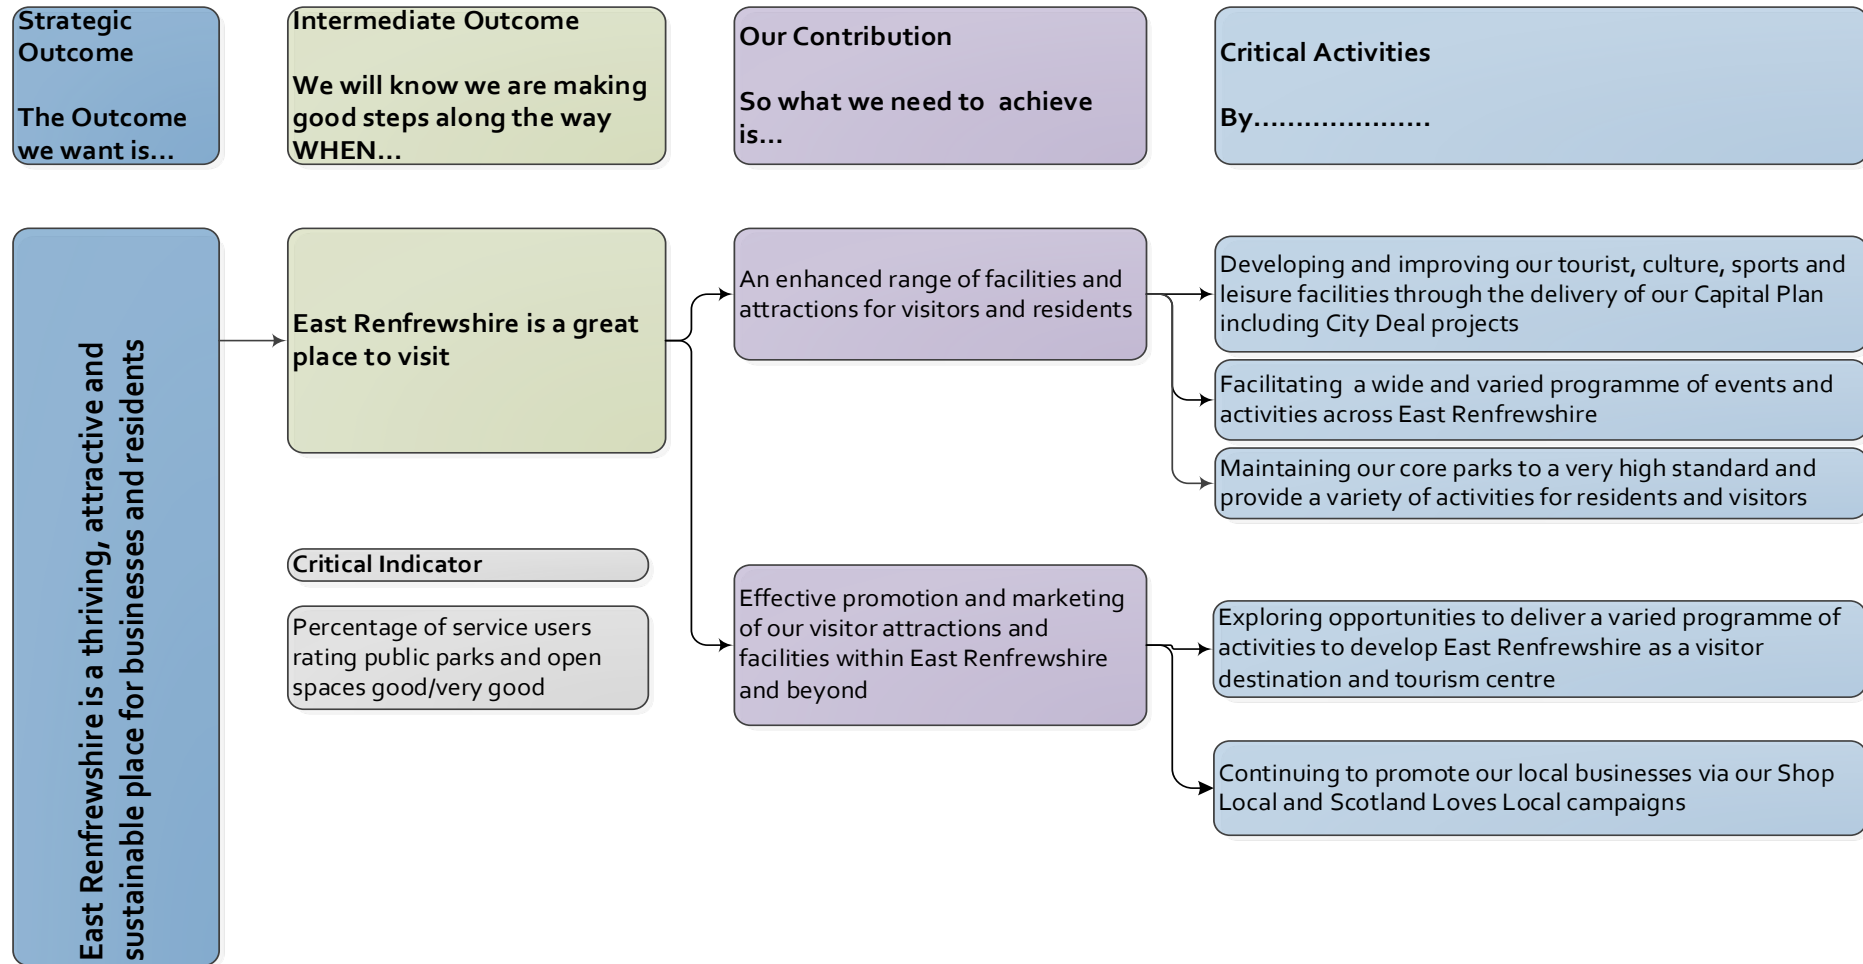 Strategic
Outcome
The Outcome
we want is...
Intermediate Outcome
We will know we are making
good steps along the way
WHEN...
Our Contribution
So what we need to  achieve
is...
Critical Activities
By.....................
East Renfrewshire is a thriving, attractive and
sustainable place for businesses and residents
East Renfrewshire is a great
place to visit
Critical Indicator
Percentage of service users
rating public parks and open
spaces good/very good
An enhanced range of facilities and
attractions for visitors and residents
Effective promotion and marketing
of our visitor attractions and
facilities within East Renfrewshire
and beyond
Developing and improving our tourist, culture, sports and
leisure facilities through the delivery of our Capital Plan
including City Deal projects
Facilitating  a wide and varied programme of events and
activities across East Renfrewshire
Maintaining our core parks to a very high standard and
provide a variety of activities for residents and visitors
Exploring opportunities to deliver a varied programme of
activities to develop East Renfrewshire as a visitor
destination and tourism centre
Continuing to promote our local businesses via our Shop
Local and Scotland Loves Local campaigns